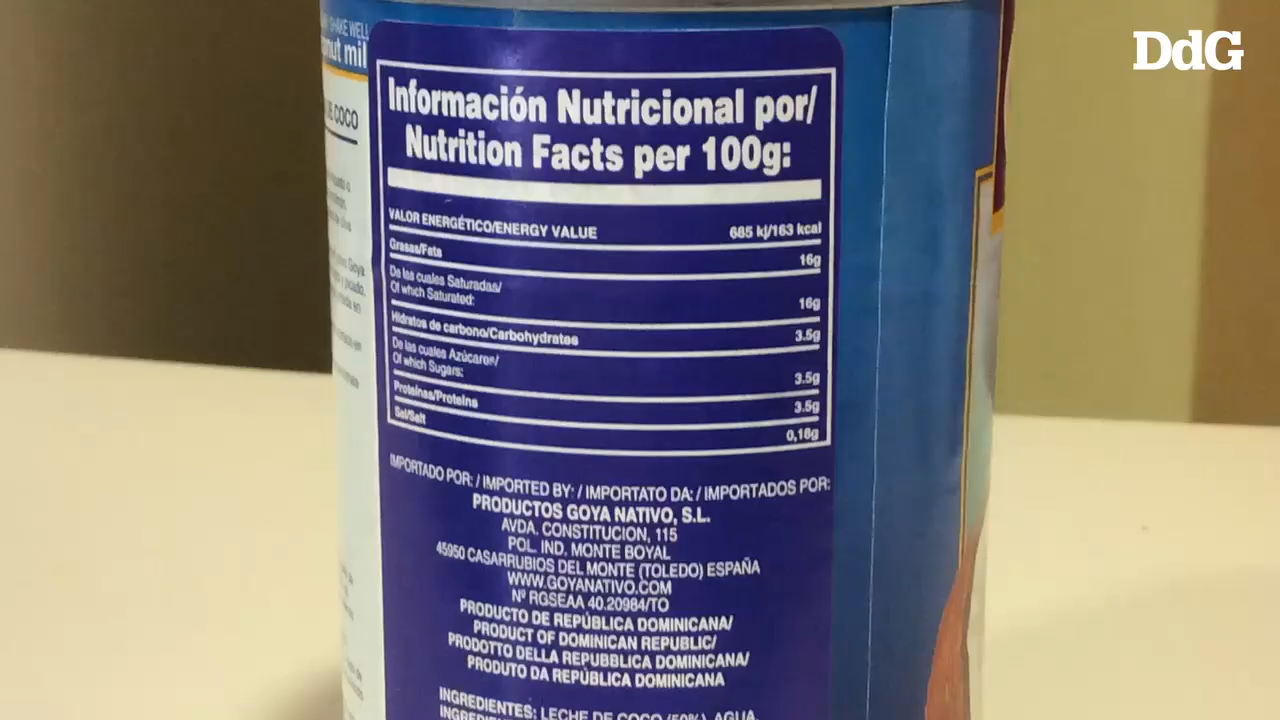 DdG
SHAKE WELL
DE COCO
Información Nutricional por/
Nutrition Facts per 100g:
VALOR ENERGÉTICO/ENERGY VALUE 685 kj/163 kcal
Grasas/Fats 16g
De las cuales Saturadas/
Of which Saturated: 16g
Hidratos de carbono/Carbohydrates 3.5g
De las cuales Azúcares/
Of which Sugars: 3.5g
Proteínas/Proteins 3.5g
Sal/Salt 0,18g
IMPORTADO POR: / IMPORTED BY: / IMPORTATO DA: / IMPORTADOS POR:
PRODUCTOS GOYA NATIVO, S.L.
AVDA. CONSTITUCION, 115
POL. IND. MONTE BOYAL
45950 CASARRUBIOS DEL MONTE (TOLEDO) ESPAÑA
WWW.GOYANATIVO.COM
Nº RGSEAA 40.20984/TO
PRODUCTO DE REPÚBLICA DOMINICANA/
PRODUCT OF DOMINICAN REPUBLIC/
PRODOTTO DELLA REPUBBLICA DOMINICANA/
PRODUTO DA REPÚBLICA DOMINICANA
INGREDIENTES: LECHE DE COCO (50%), AGUA,